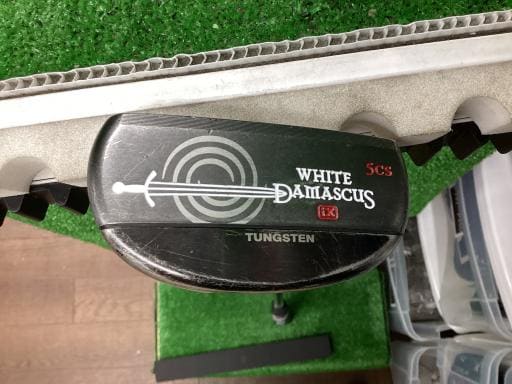 5CS
WHITE
DAMASCUS
iX
TUNGSTEN